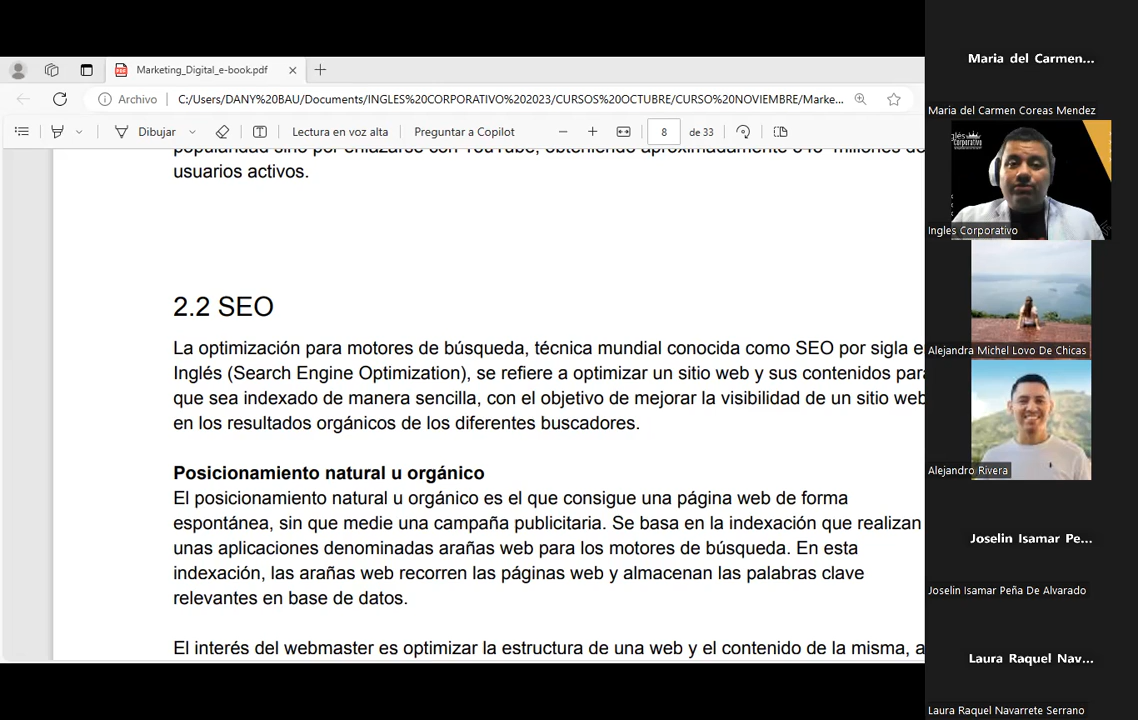 Marketing_Digital_e-book.pdf
Archivo
C:/Users/DANY%20BAU/Documents/INGLES%20CORPORATIVO%202023/CURSOS%20OCTUBRE/CURSO%20NOVIEMBRE/Marke...
Dibujar
Lectura en voz alta
Preguntar a Copilot
8
de 33
usuarios activos.
2.2 SEO
La optimización para motores de búsqueda, técnica mundial conocida como SEO por sigla e
Inglés (Search Engine Optimization), se refiere a optimizar un sitio web y sus contenidos para
que sea indexado de manera sencilla, con el objetivo de mejorar la visibilidad de un sitio web
en los resultados orgánicos de los diferentes buscadores.
Posicionamiento natural u orgánico
El posicionamiento natural u orgánico es el que consigue una página web de forma
espontánea, sin que medie una campaña publicitaria. Se basa en la indexación que realizan
unas aplicaciones denominadas arañas web para los motores de búsqueda. En esta
indexación, las arañas web recorren las páginas web y almacenan las palabras clave
relevantes en base de datos.
El interés del webmaster es optimizar la estructura de una web y el contenido de la misma, a
Maria del Carmen...
Maria del Carmen Coreas Mendez
Ingles Corporativo
Alejandra Michel Lovo De Chicas
Alejandro Rivera
Joselin Isamar Pe...
Joselin Isamar Peña De Alvarado
Laura Raquel Nav...
Laura Raquel Navarrete Serrano